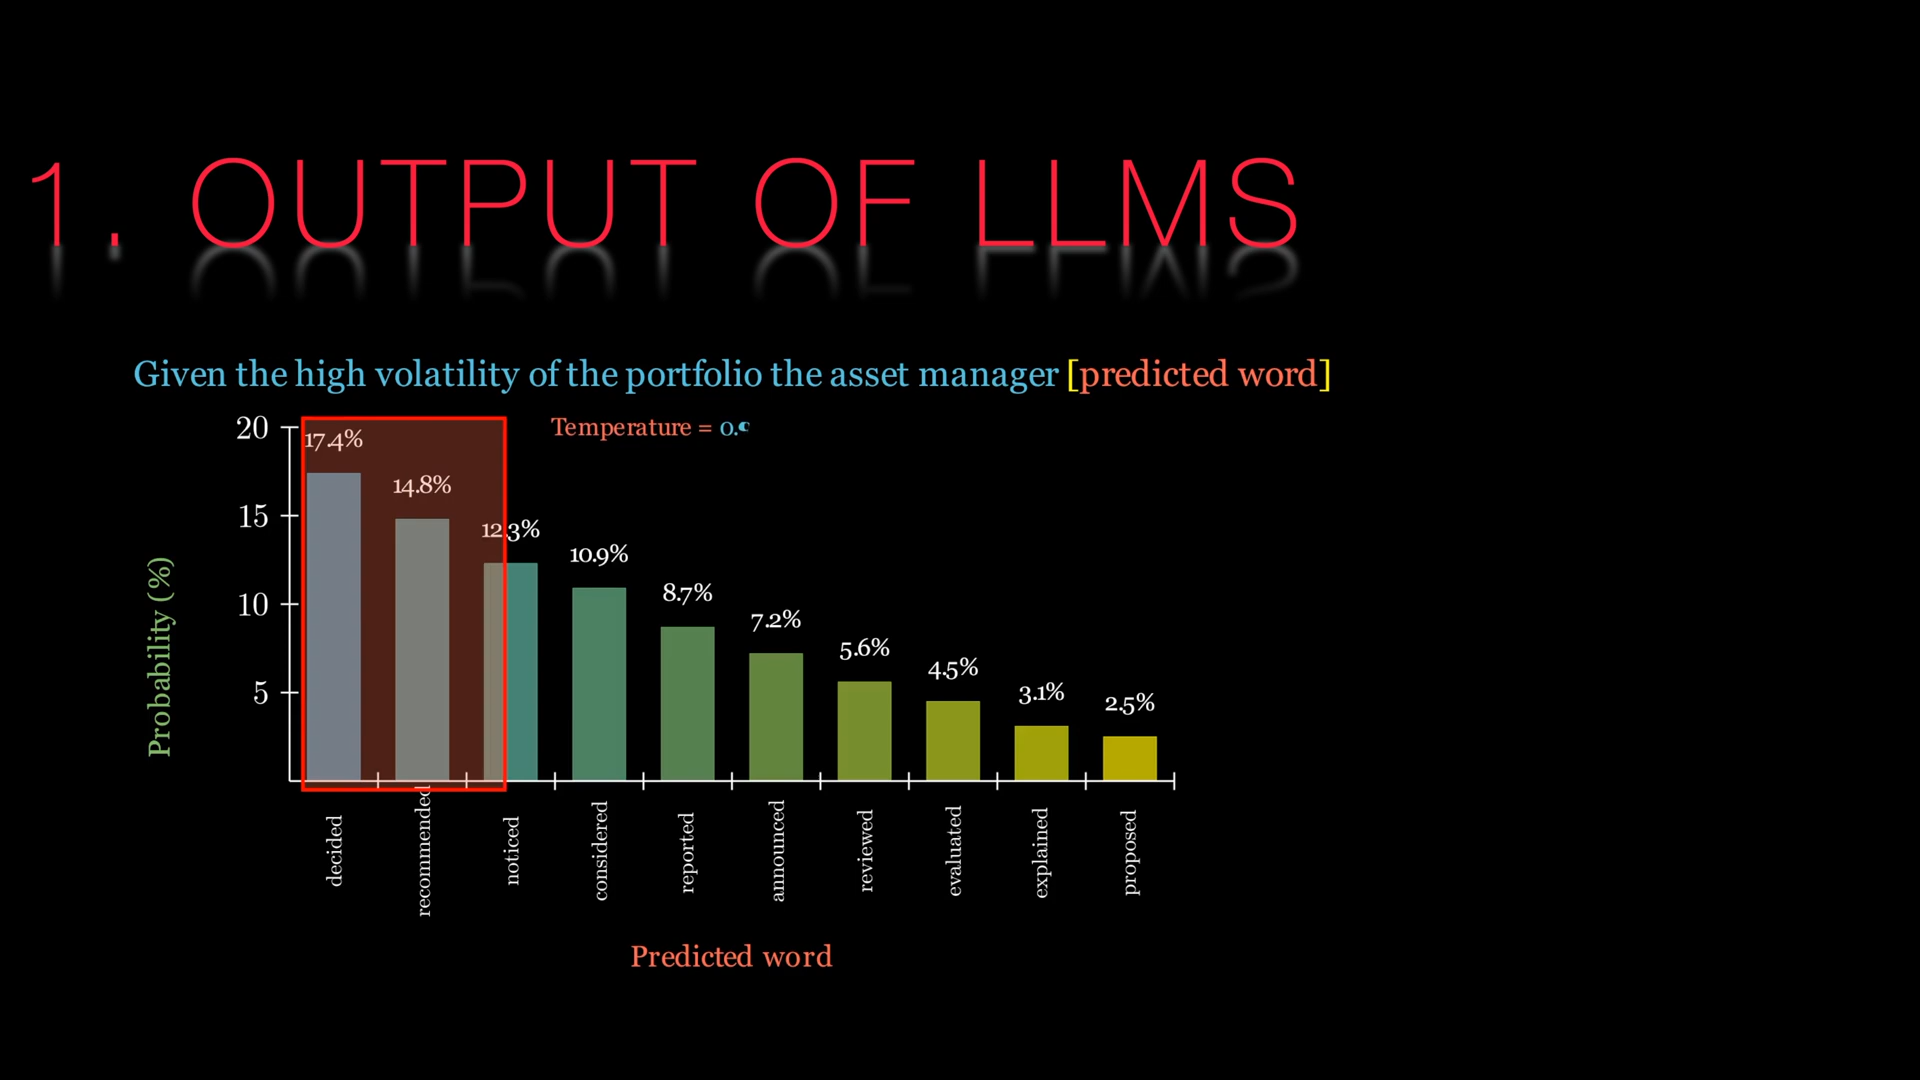 1. OUTPUT OF LLMS
Given the high volatility of the portfolio the asset manager [predicted word]
Temperature = 0.
20
15
10
5
Probability (%)
17.4%
14.8%
12.3%
10.9%
8.7%
7.2%
5.6%
4.5%
3.1%
2.5%
decided
recommended
noticed
considered
reported
announced
reviewed
evaluated
explained
proposed
Predicted word